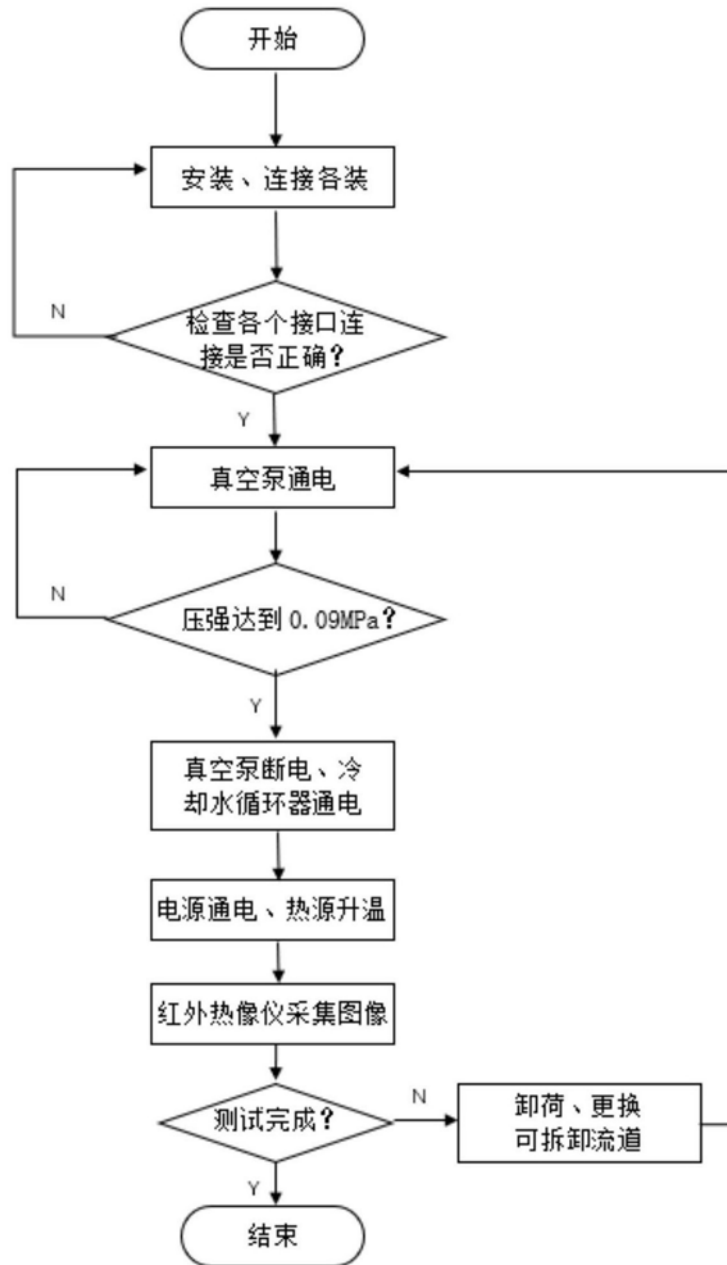 开始
安装、连接各装
检查各个接口连
接是否正确？
N
Y
真空泵通电
压强达到 0.09MPa？
N
Y
真空泵断电、冷
却水循环器通电
电源通电、热源升温
红外热像仪采集图像
测试完成？
N
卸荷、更换
可拆卸流道
Y
结束